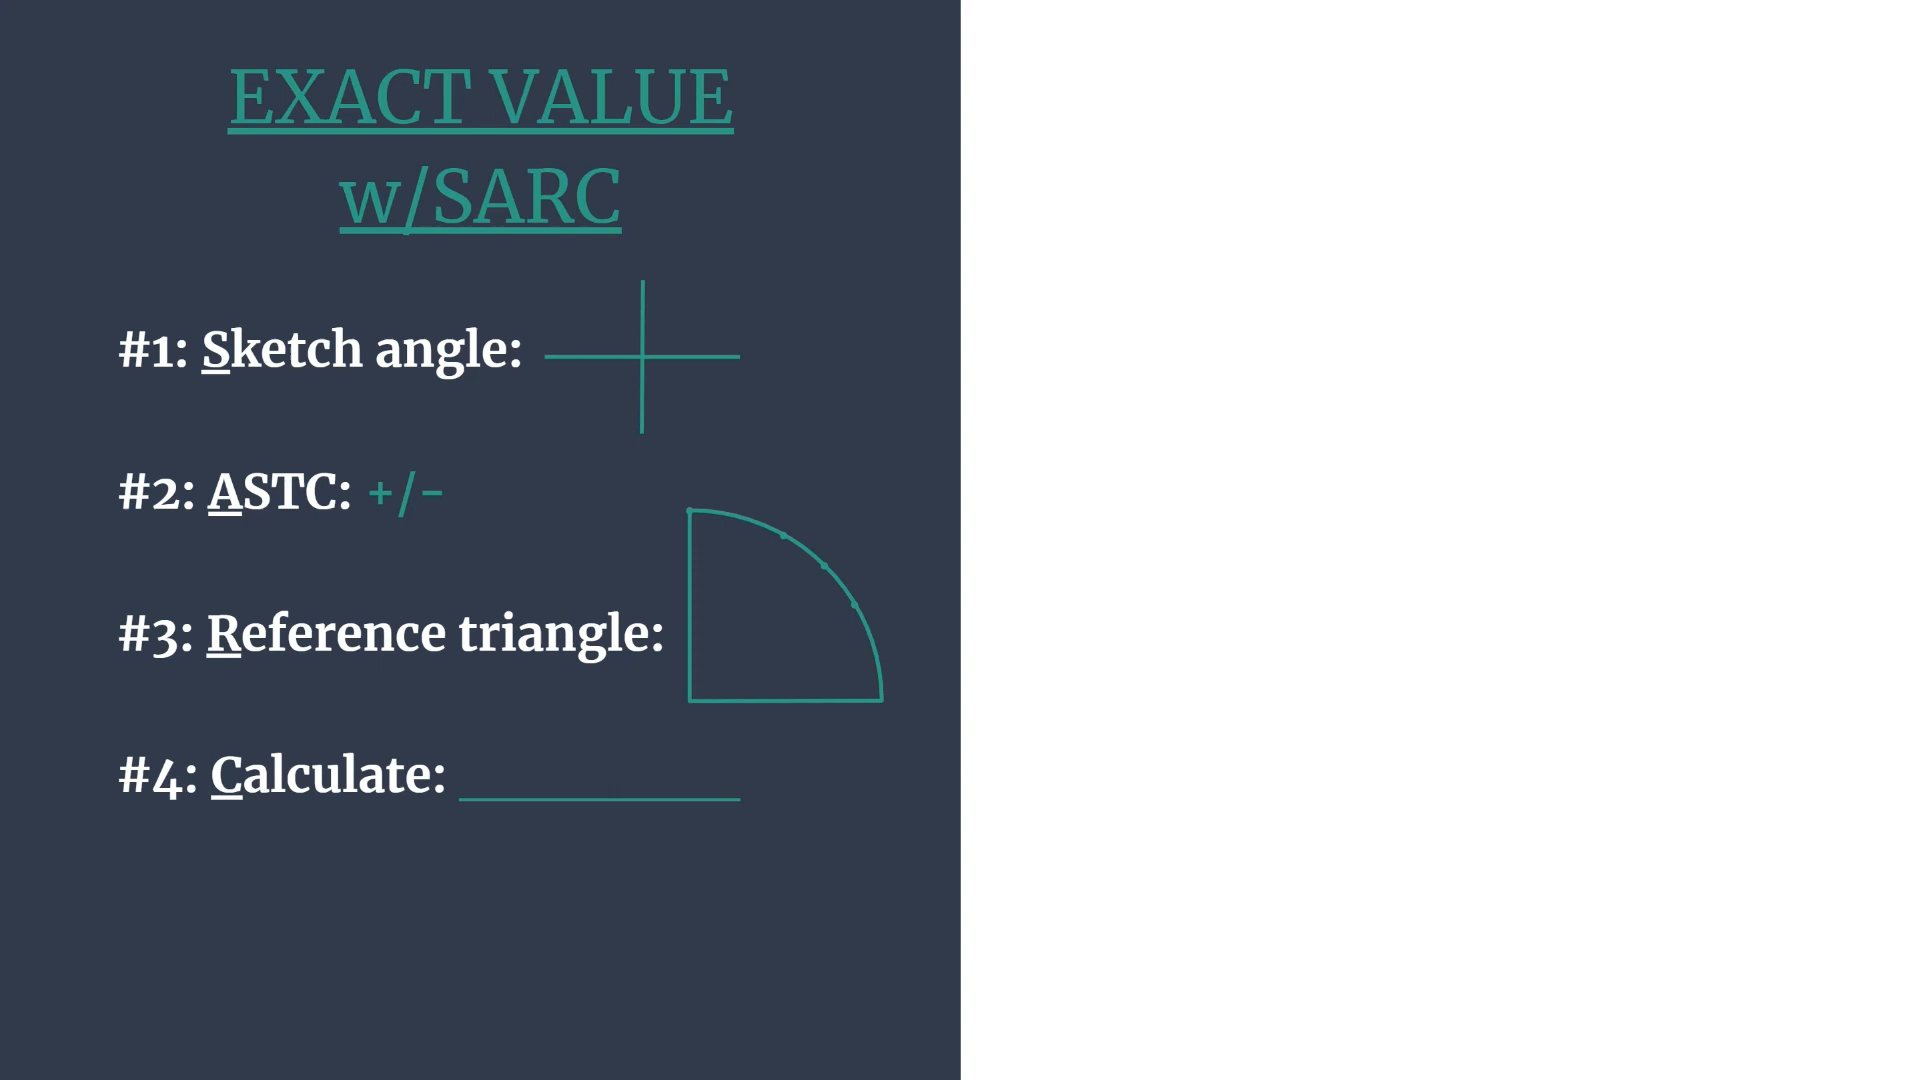 EXACT VALUE
w/SARC
#1: Sketch angle:
#2: ASTC: +/-
#3: Reference triangle:
#4: Calculate: